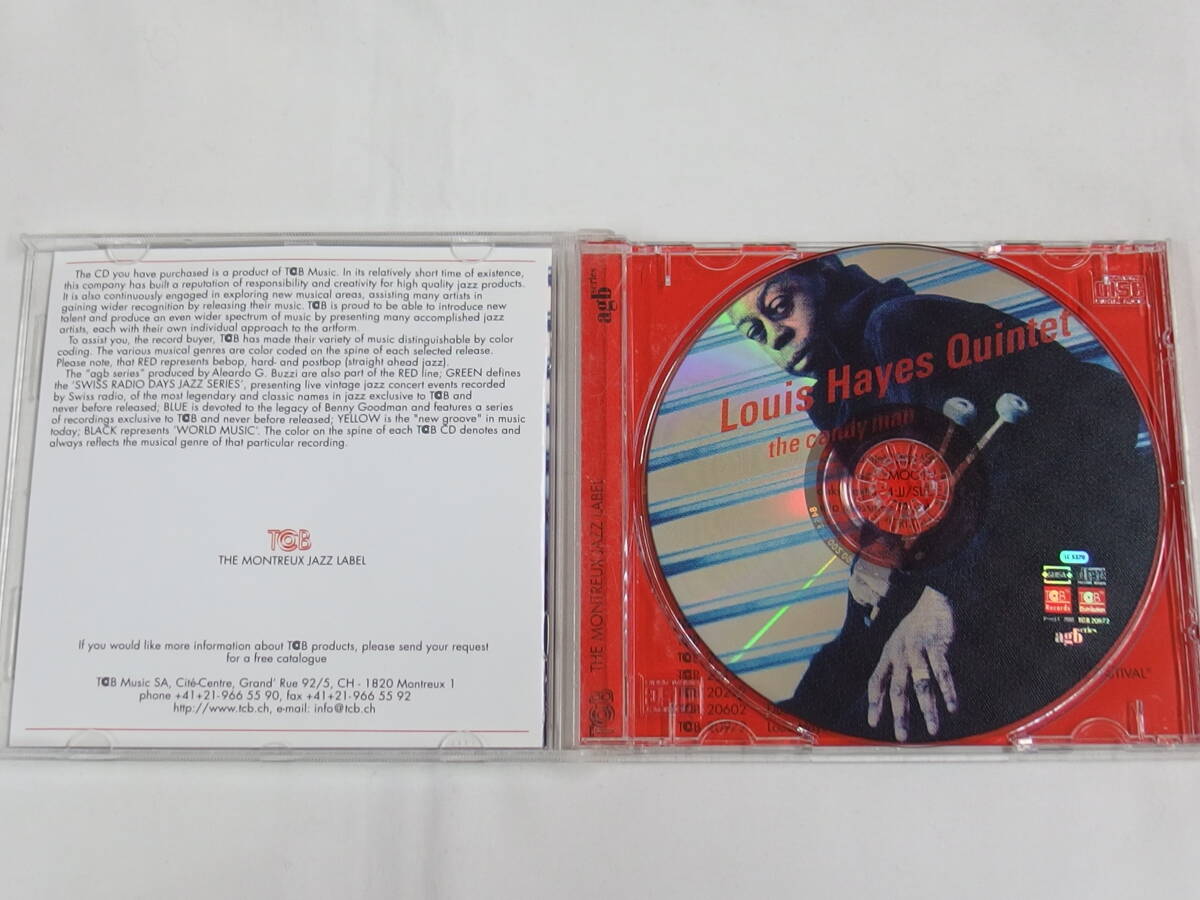 The CD you have purchased is a product of TCB Music. In its relatively short time of existence,
this company has built a reputation of responsibility and creativity for high quality jazz products.
It is also continuously engaged in exploring new musical areas, assisting many artists in
gaining wider recognition by releasing their music. TCB is proud to be able to introduce new
talent and produce an even wider spectrum of music by presenting many accomplished jazz
artists, each with their own individual approach to the artform.
To assist you, the record buyer, TCB has made their variety of music distinguishable by color
coding. The various musical genres are color coded on the spine of each selected release.
Please note, that RED represents bebop, hard- and postbop (straight ahead jazz).
The "agb series" produced by Aleardo G. Buzzi are also part of the RED line; GREEN defines
the 'SWISS RADIO DAYS JAZZ SERIES', presenting live vintage jazz concert events recorded
by Swiss radio, of the most legendary and classic names in jazz exclusive to TCB and
never before released; BLUE is devoted to the legacy of Benny Goodman and features a series
of recordings exclusive to TCB and never before released; YELLOW is the "new groove" in music
today; BLACK represents 'WORLD MUSIC'. The color on the spine of each TCB CD denotes and
always reflects the musical genre of that particular recording.
TCB
THE MONTREUX JAZZ LABEL
If you would like more information about TCB products, please send your request
for a free catalogue
TCB Music SA, Cité-Centre, Grand' Rue 92/5, CH - 1820 Montreux 1
phone +41+21-966 55 90, fax +41+21-966 55 92
http://www.tcb.ch, e-mail: info@tcb.ch
agb series
THE MONTREUX JAZZ LABEL
TCB
DISC
Louis Hayes Quintet
the candy man
LC 5370
SUISA
TCB Records
TCB Distribution
TCB 20972
agb series
TCB 20602